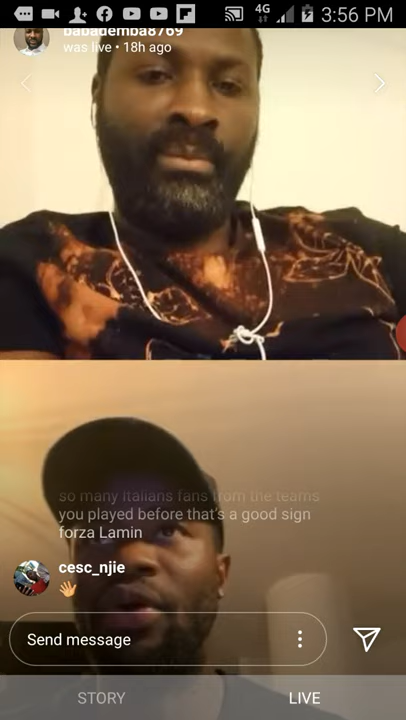 4G
3:56 PM
babademba8769
was live • 18h ago
so many Italians fans from the teams
you played before that's a good sign
forza Lamin
cesc_njie
👋
Send message
STORY
LIVE